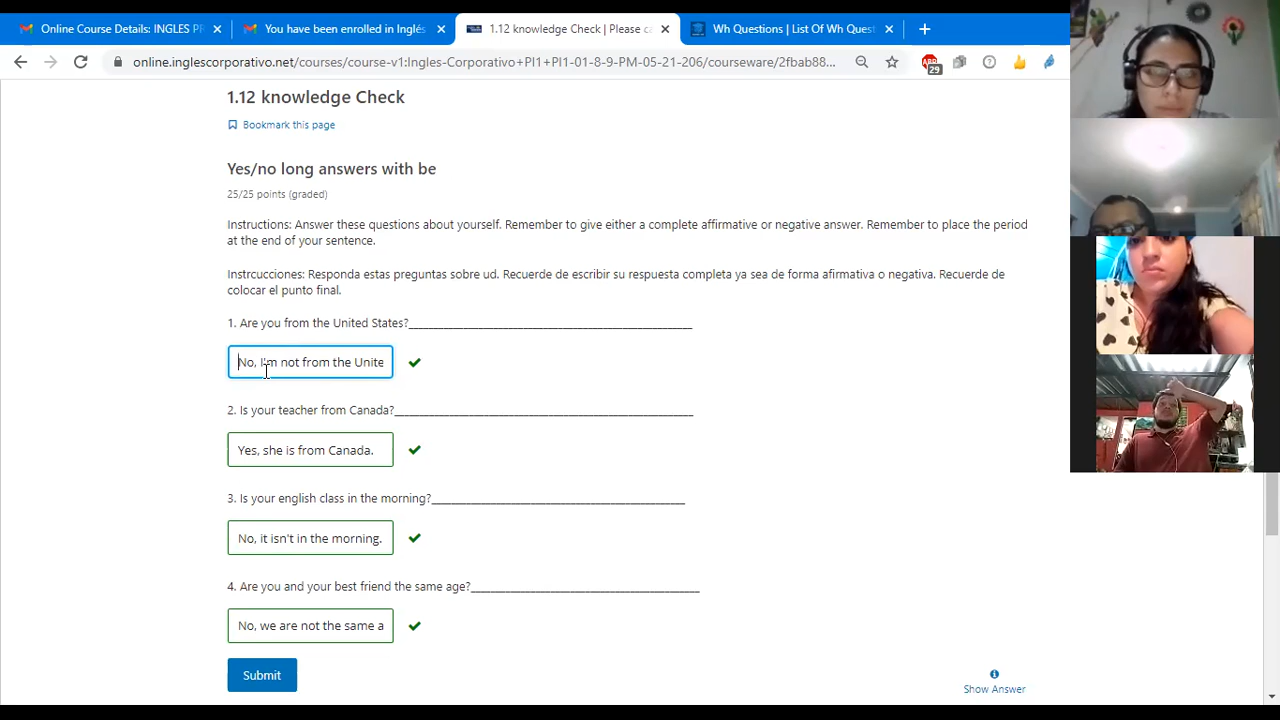 Online Course Details: INGLES PR
You have been enrolled in Inglés
1.12 knowledge Check | Please ca
Wh Questions | List Of Wh Quest
online.inglescorporativo.net/courses/course-v1:Ingles-Corporativo+PI1+PI1-01-8-9-PM-05-21-206/courseware/2fbab88...
29
1.12 knowledge Check
Bookmark this page
Yes/no long answers with be
25/25 points (graded)
Instructions: Answer these questions about yourself. Remember to give either a complete affirmative or negative answer. Remember to place the period
at the end of your sentence.
Instrucciones: Responda estas preguntas sobre ud. Recuerde de escribir su respuesta completa ya sea de forma afirmativa o negativa. Recuerde de
colocar el punto final.
1. Are you from the United States?
No, I'm not from the Unite
2. Is your teacher from Canada?
Yes, she is from Canada.
3. Is your english class in the morning?
No, it isn't in the morning.
4. Are you and your best friend the same age?
No, we are not the same a
Submit
Show Answer